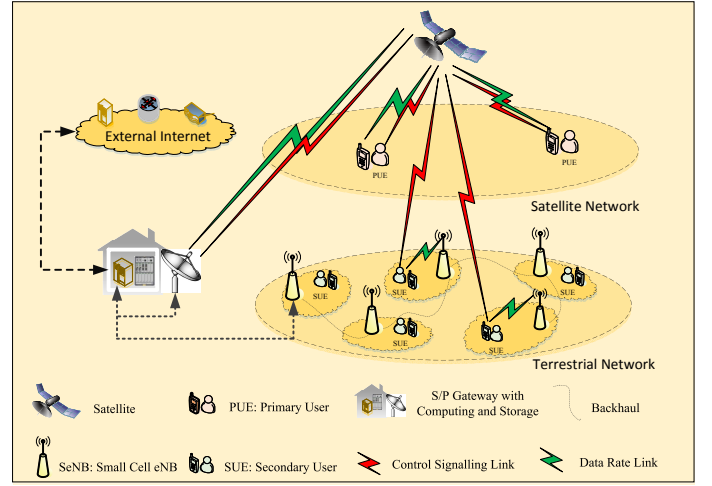 External Internet
PUE
PUE
Satellite Network
SUE
SUE
SUE
SUE
SUE
Terrestrial Network
Satellite
PUE: Primary User
S/P Gateway with
Computing and Storage
Backhaul
SeNB: Small Cell eNB
SUE: Secondary User
Control Signalling Link
Data Rate Link